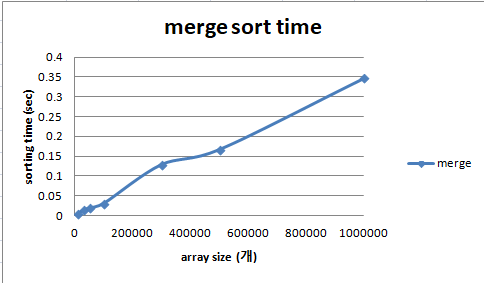 merge sort time
0.4
0.35
0.3
0.25
0.2
0.15
0.1
0.05
0
sorting time (sec)
0 200000 400000 600000 800000 1000000
array size (개)
merge